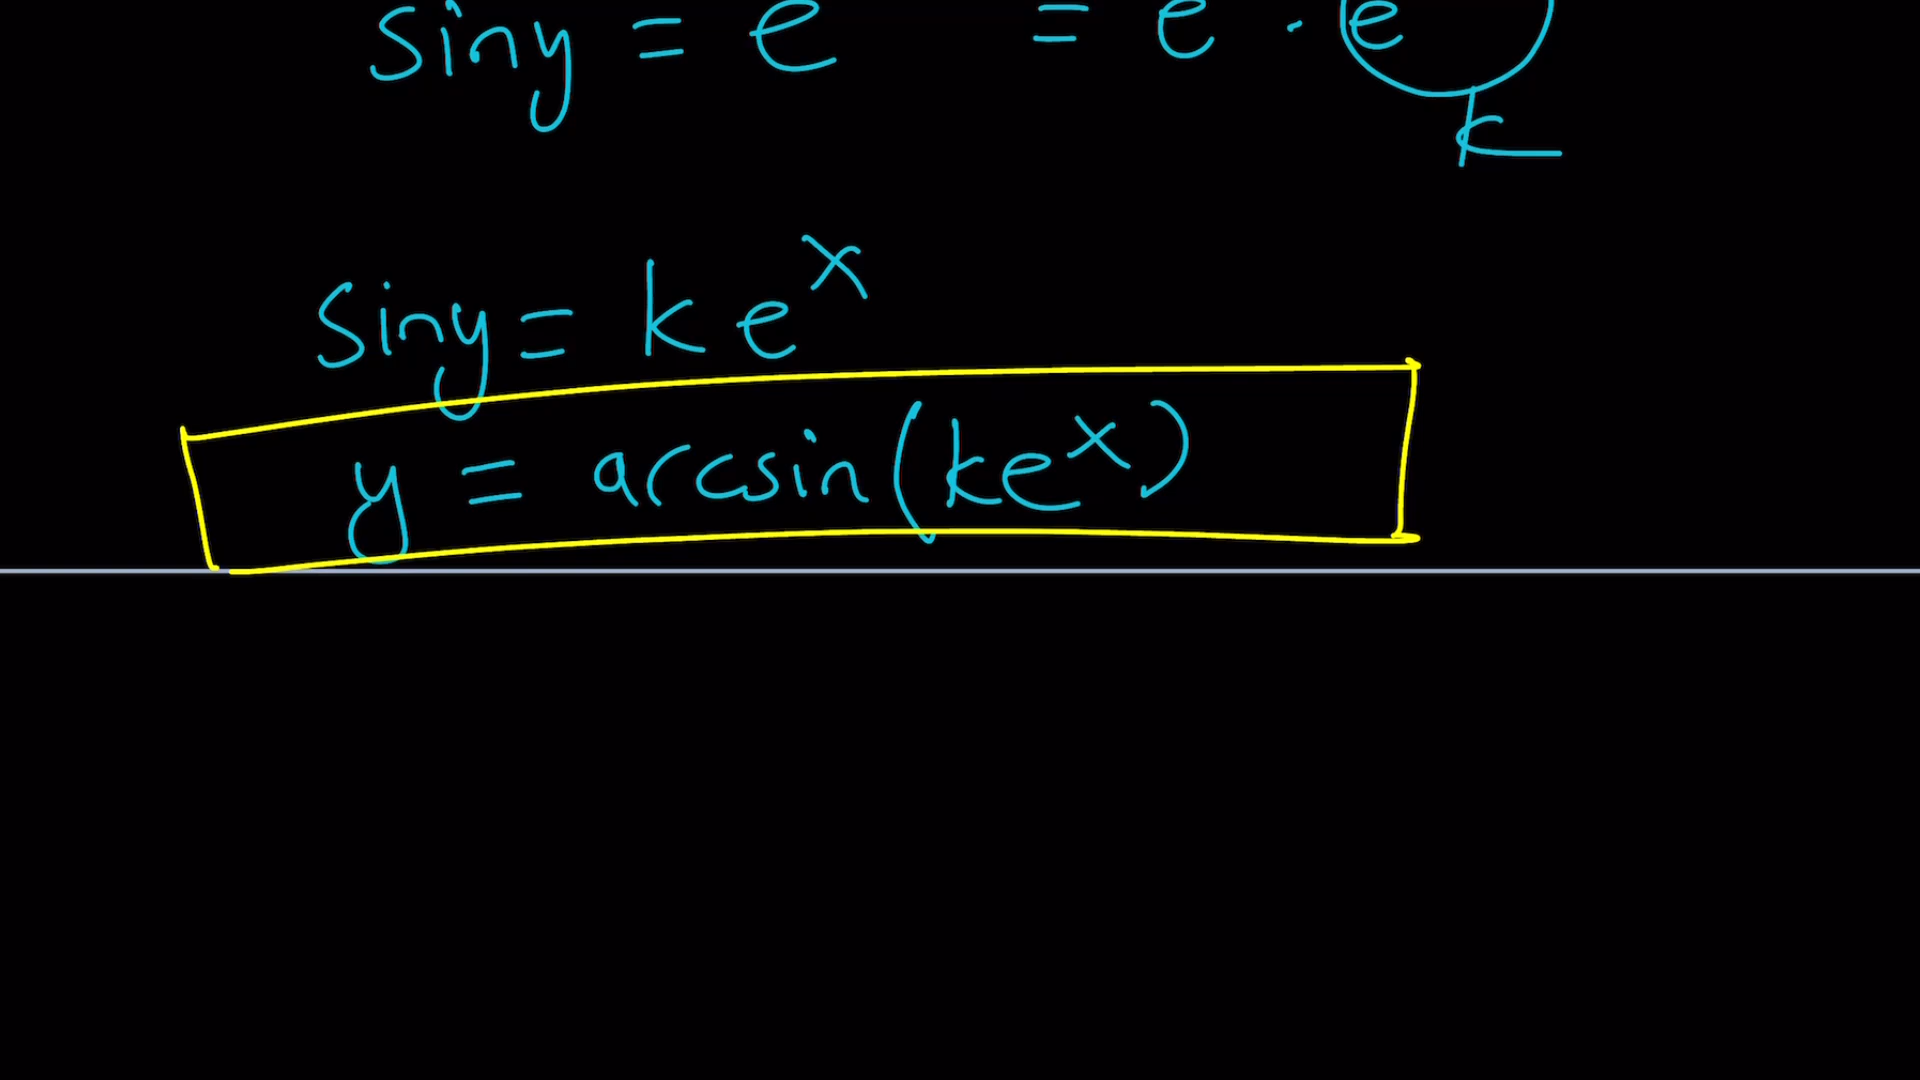 siny = e = e · e
k
siny = ke^x
y = arcsin(ke^x)